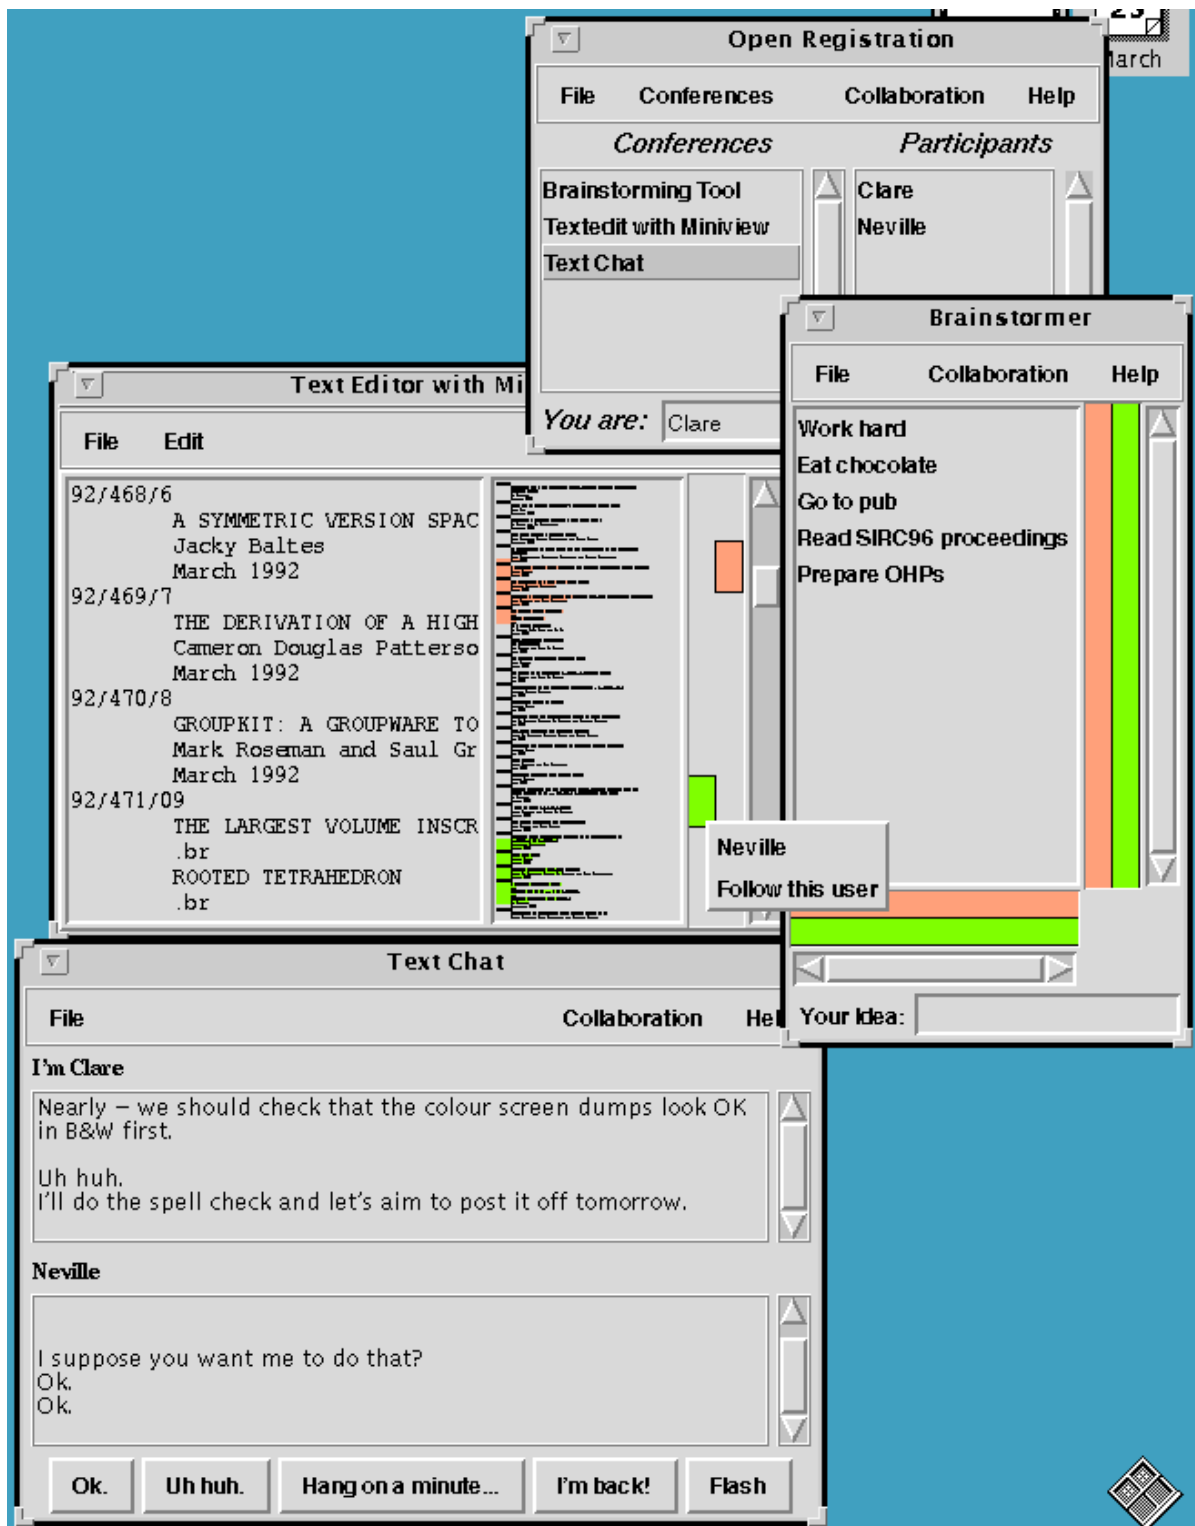 23
March
Open Registration
File Conferences Collaboration Help
Conferences Participants
Brainstorming Tool
Textedit with Miniview
Text Chat
Clare
Neville
You are: Clare
Brainstormer
File Collaboration Help
Work hard
Eat chocolate
Go to pub
Read SIRC96 proceedings
Prepare OHPs
Your Idea:
Text Editor with Mi
File Edit
92/468/6
A SYMMETRIC VERSION SPAC
Jacky Baltes
March 1992
92/469/7
THE DERIVATION OF A HIGH
Cameron Douglas Patterso
March 1992
92/470/8
GROUPKIT: A GROUPWARE TO
Mark Roseman and Saul Gr
March 1992
92/471/09
THE LARGEST VOLUME INSCR
.br
ROOTED TETRAHEDRON
.br
Neville
Follow this user
Text Chat
File Collaboration Hel
I'm Clare
Nearly – we should check that the colour screen dumps look OK
in B&W first.
Uh huh.
I'll do the spell check and let's aim to post it off tomorrow.
Neville
I suppose you want me to do that?
Ok.
Ok.
Ok. Uh huh. Hang on a minute... I'm back! Flash